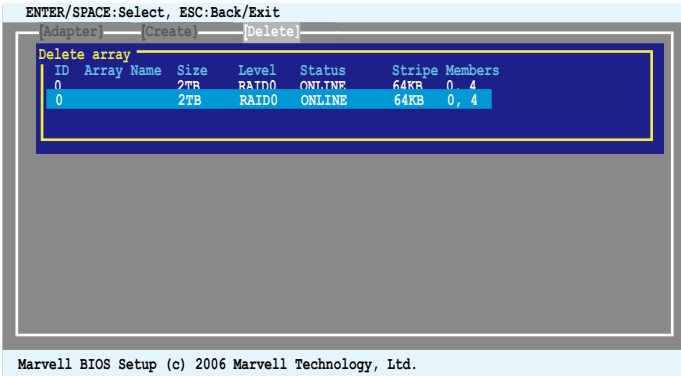 ENTER/SPACE:Select, ESC:Back/Exit
[Adapter] [Create] [Delete]
Delete array
ID Array Name Size Level Status Stripe Members
0 2TB RAID0 ONLINE 64KB 0, 4
0 2TB RAID0 ONLINE 64KB 0, 4
Marvell BIOS Setup (c) 2006 Marvell Technology, Ltd.